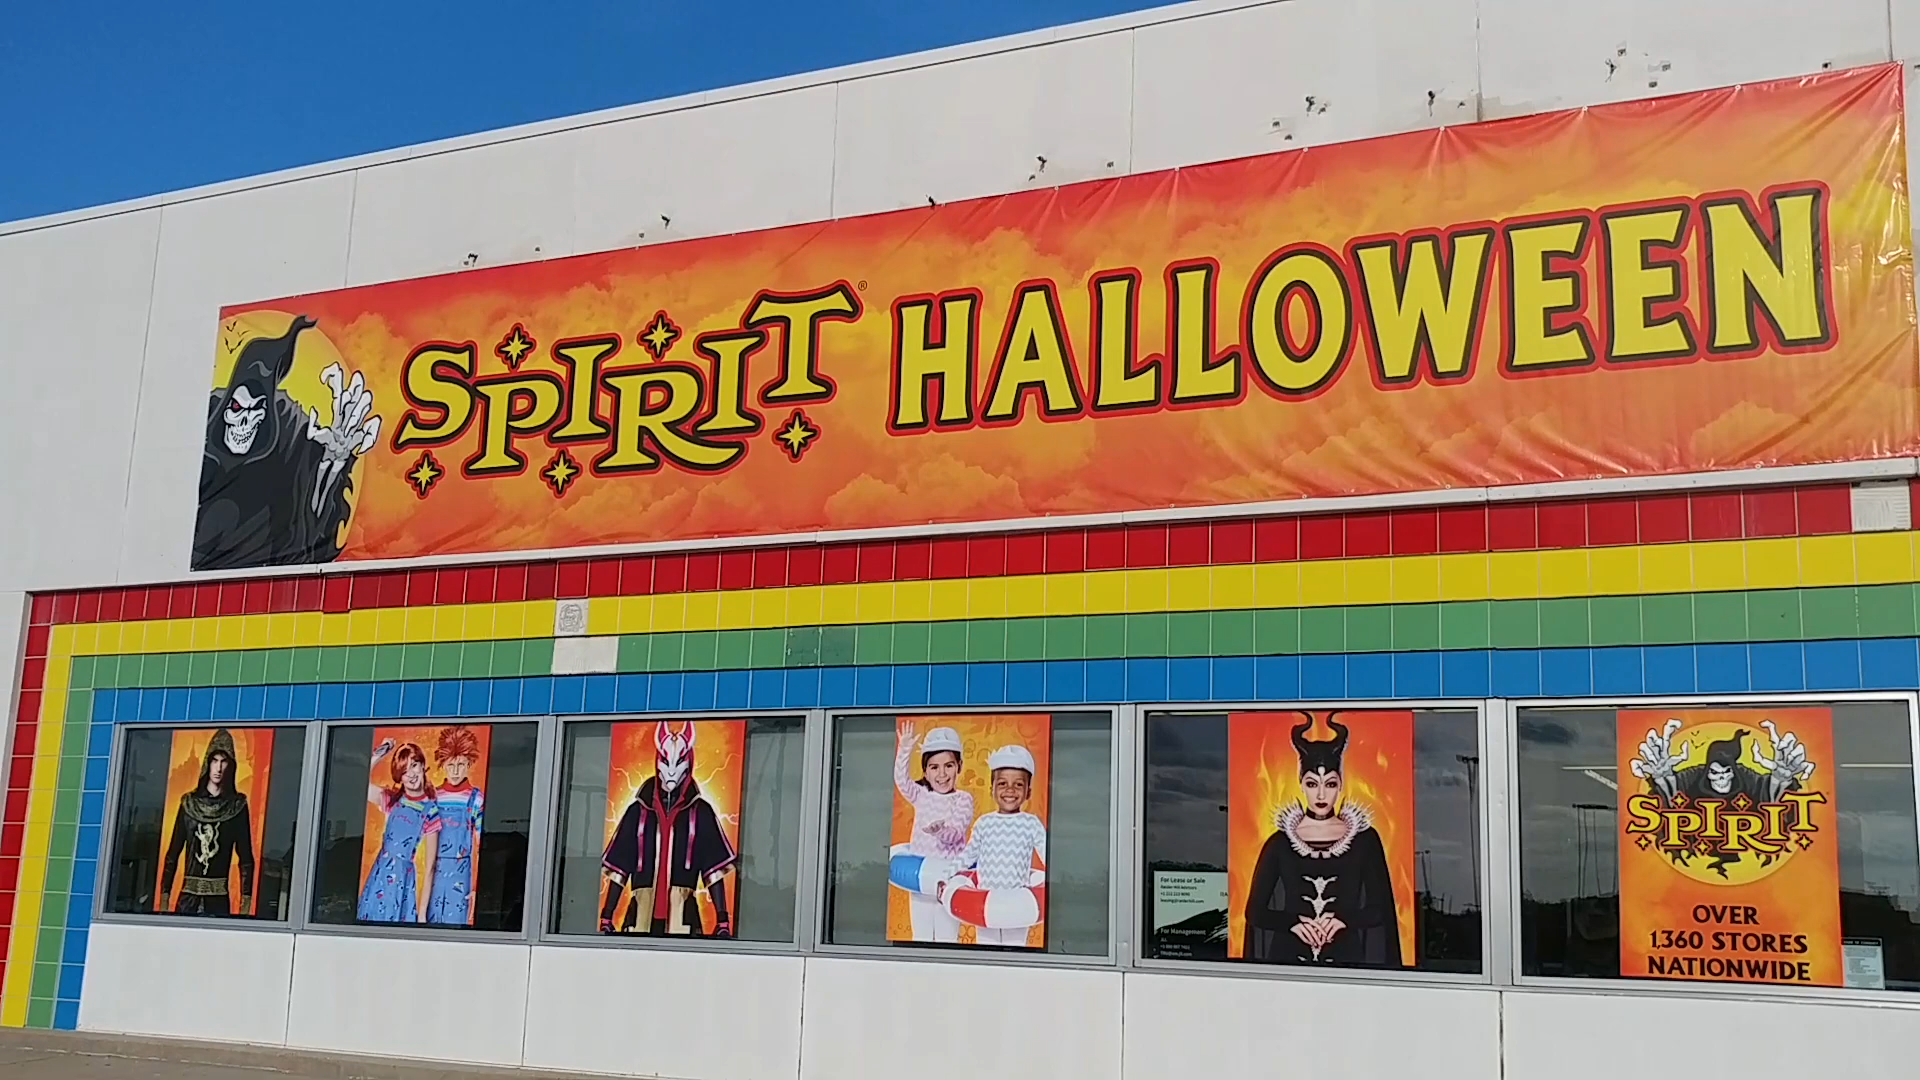 SPIRIT® HALLOWEEN
For Lease or Sale
For Management
SPIRIT
OVER
1,360 STORES
NATIONWIDE